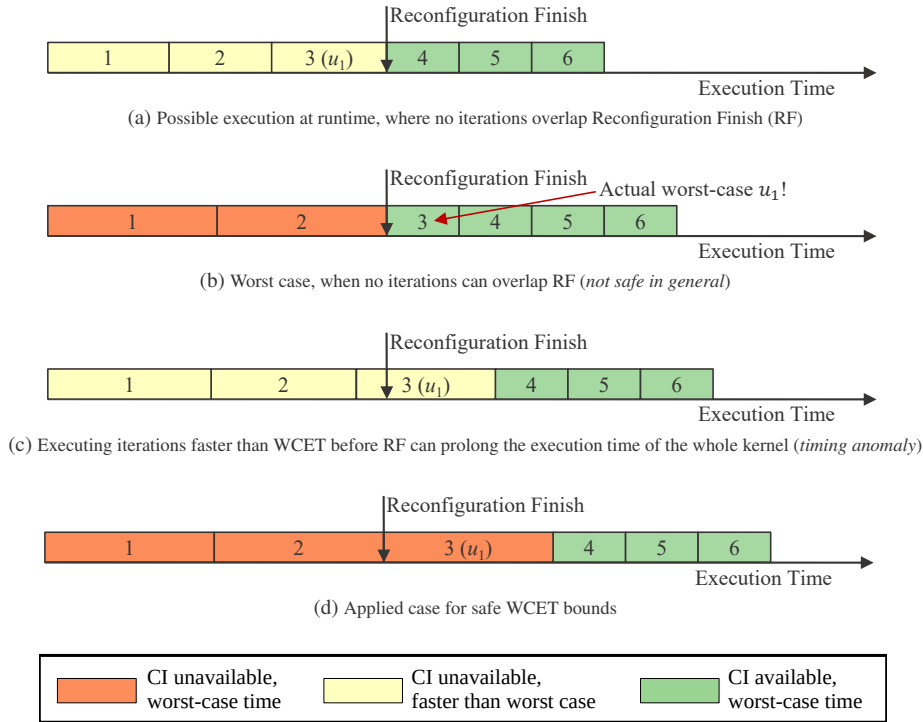 Reconfiguration Finish
1 2 3 (u₁) 4 5 6
Execution Time
(a) Possible execution at runtime, where no iterations overlap Reconfiguration Finish (RF)
Reconfiguration Finish
Actual worst-case u₁!
1 2 3 4 5 6
Execution Time
(b) Worst case, when no iterations can overlap RF (not safe in general)
Reconfiguration Finish
1 2 3 (u₁) 4 5 6
Execution Time
(c) Executing iterations faster than WCET before RF can prolong the execution time of the whole kernel (timing anomaly)
Reconfiguration Finish
1 2 3 (u₁) 4 5 6
Execution Time
(d) Applied case for safe WCET bounds
CI unavailable,
worst-case time
CI unavailable,
faster than worst case
CI available,
worst-case time